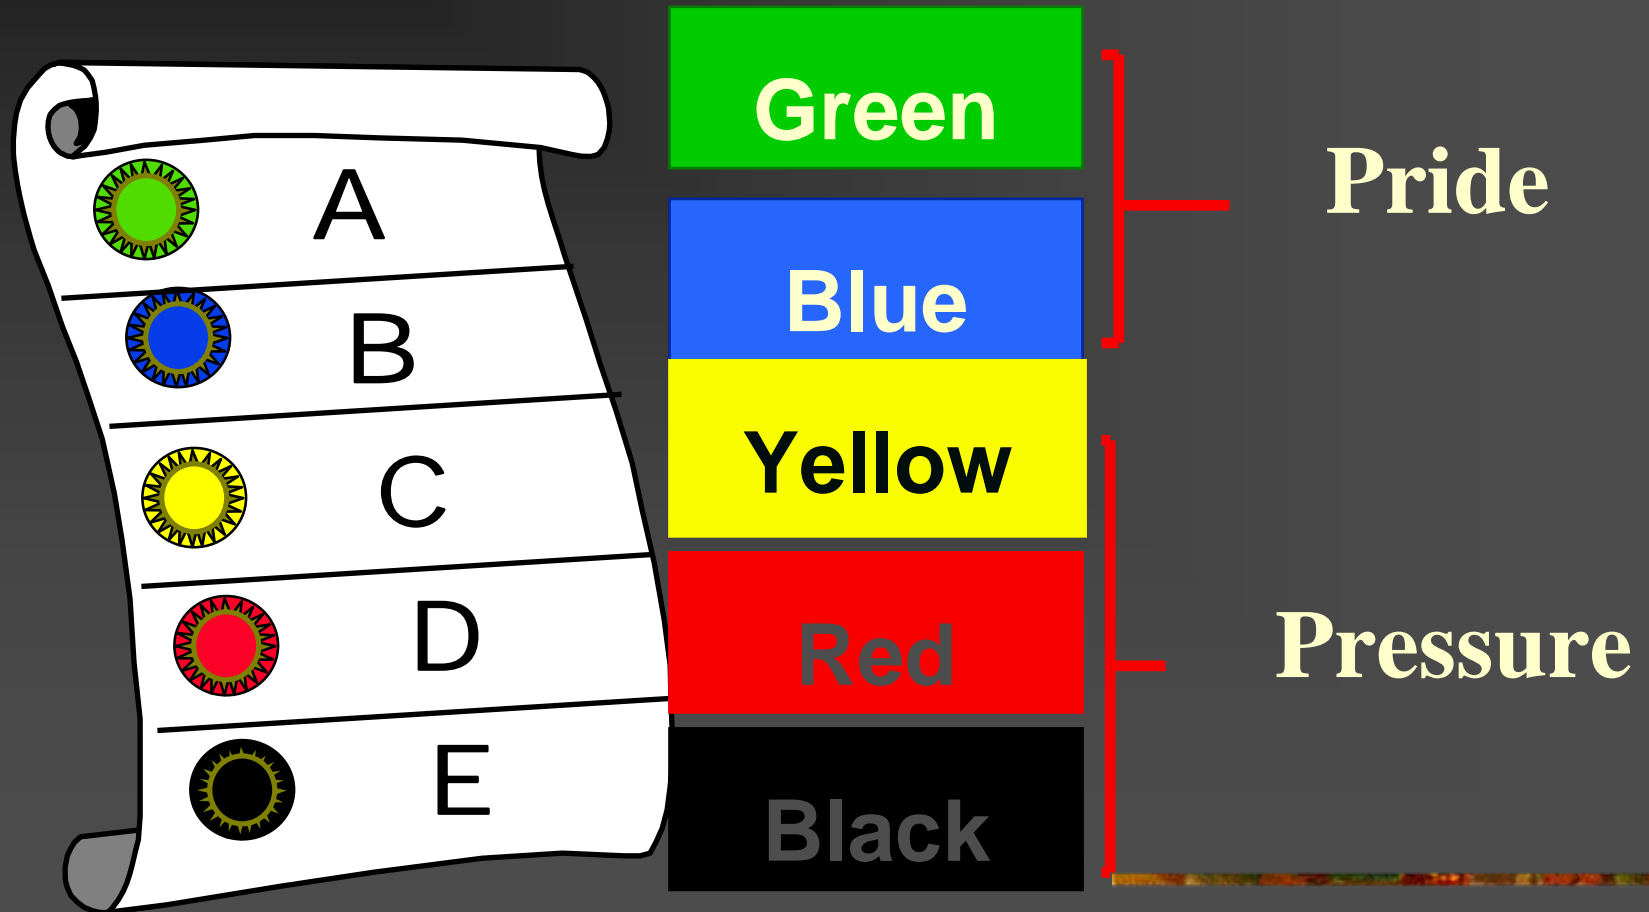 A
B
C
D
E
Green
Blue
Yellow
Red
Black
Pride
Pressure